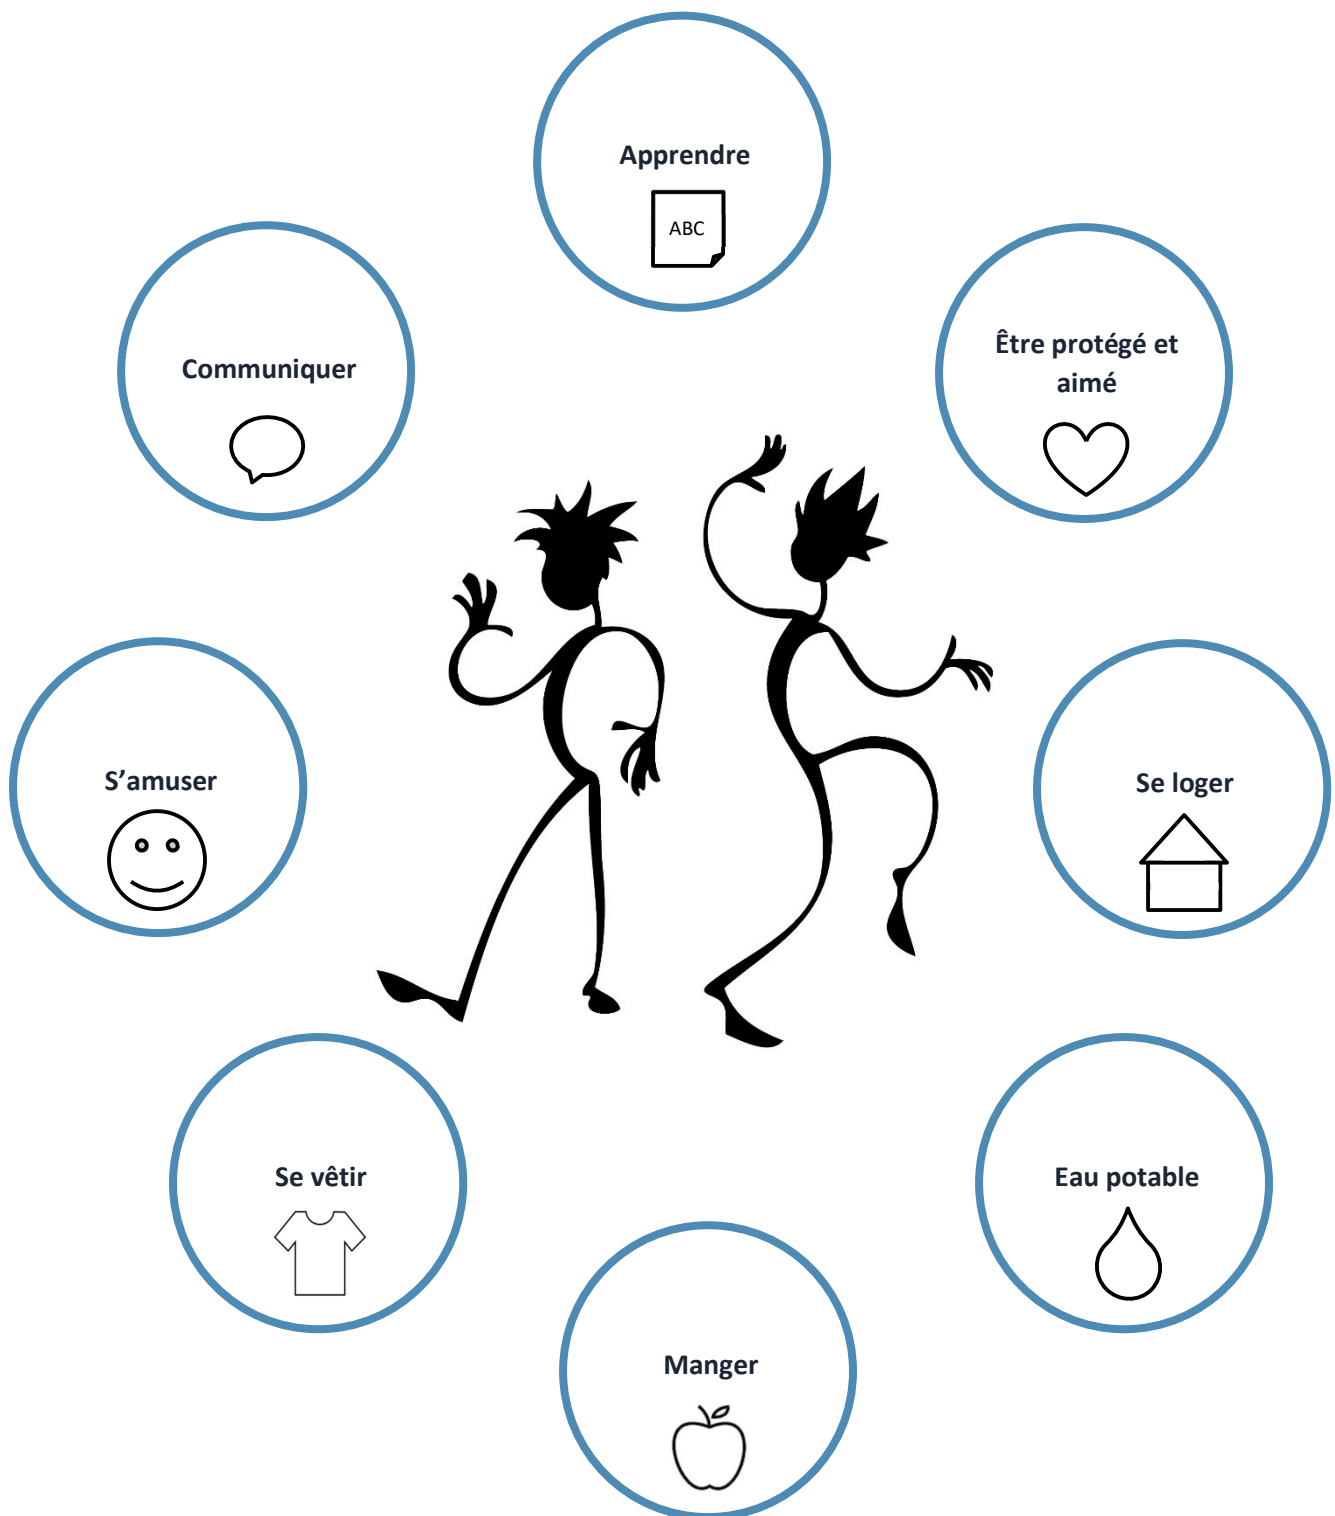 Apprendre
ABC
Communiquer
Être protégé et
aimé
S’amuser
Se loger
Se vêtir
Eau potable
Manger